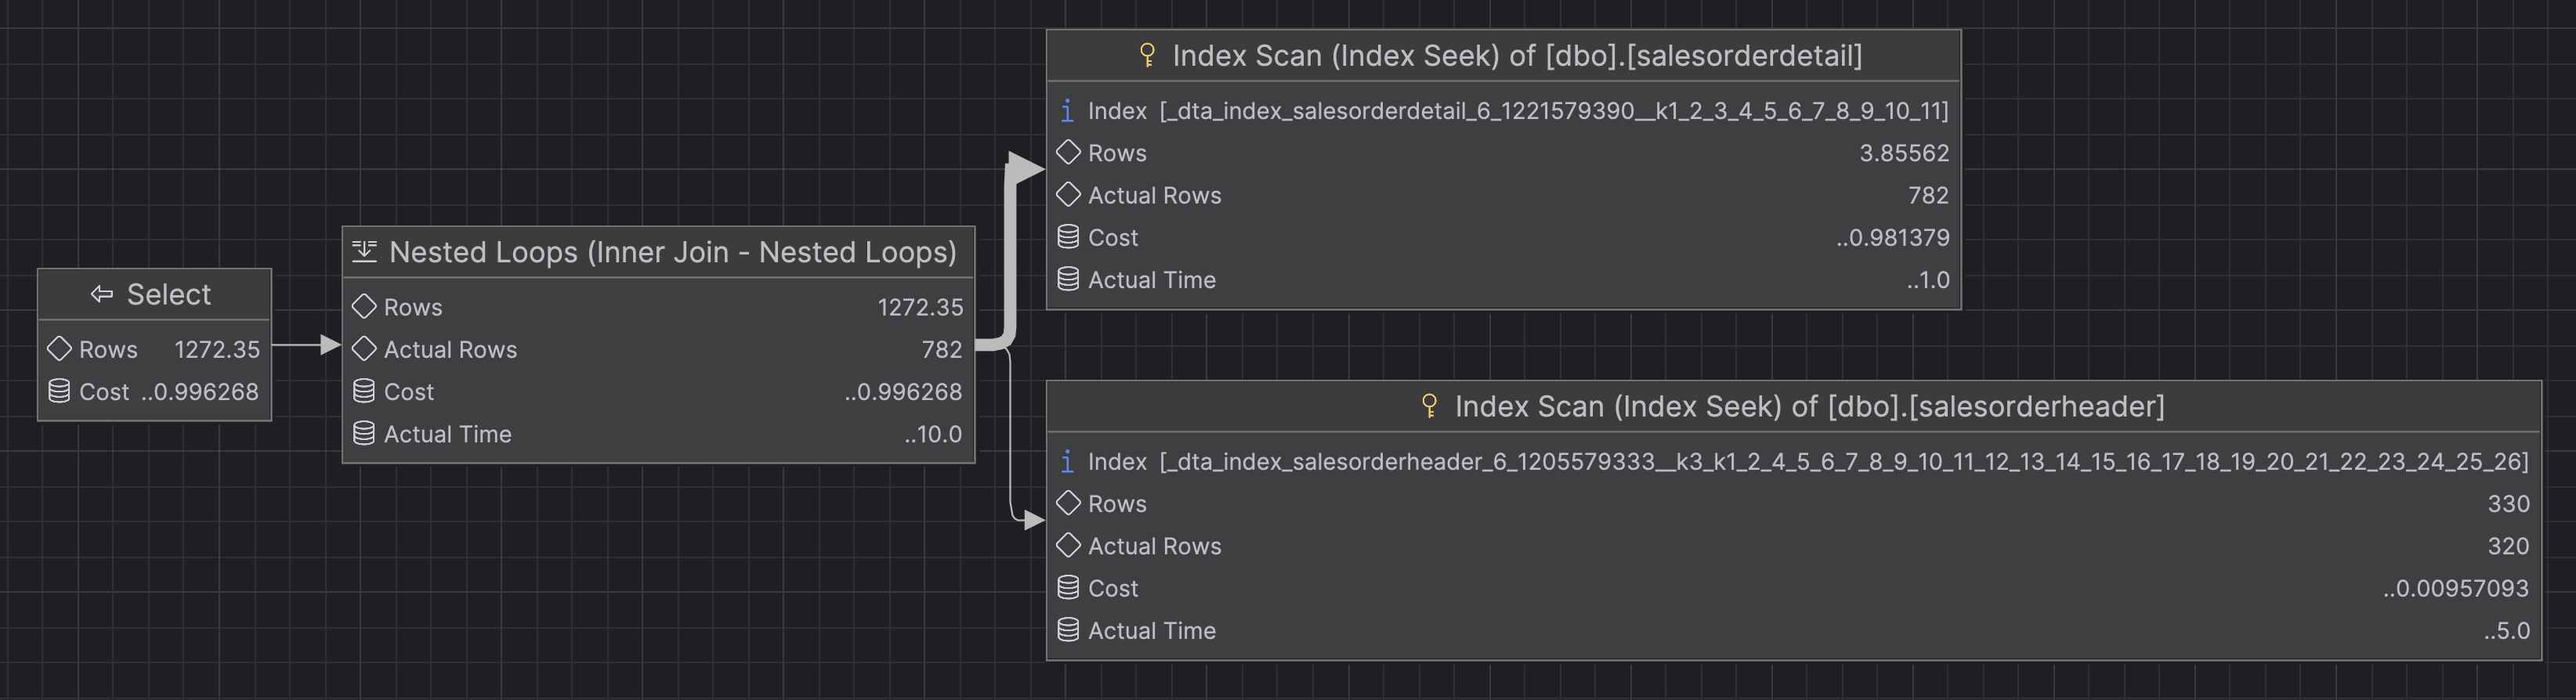 Select
Rows 1272.35
Cost ..0.996268
Nested Loops (Inner Join - Nested Loops)
Rows 1272.35
Actual Rows 782
Cost ..0.996268
Actual Time ..10.0
Index Scan (Index Seek) of [dbo].[salesorderdetail]
i Index [_dta_index_salesorderdetail_6_1221579390__k1_2_3_4_5_6_7_8_9_10_11]
Rows 3.85562
Actual Rows 782
Cost ..0.981379
Actual Time ..1.0
Index Scan (Index Seek) of [dbo].[salesorderheader]
i Index [_dta_index_salesorderheader_6_1205579333__k3_k1_2_4_5_6_7_8_9_10_11_12_13_14_15_16_17_18_19_20_21_22_23_24_25_26]
Rows 330
Actual Rows 320
Cost ..0.00957093
Actual Time ..5.0